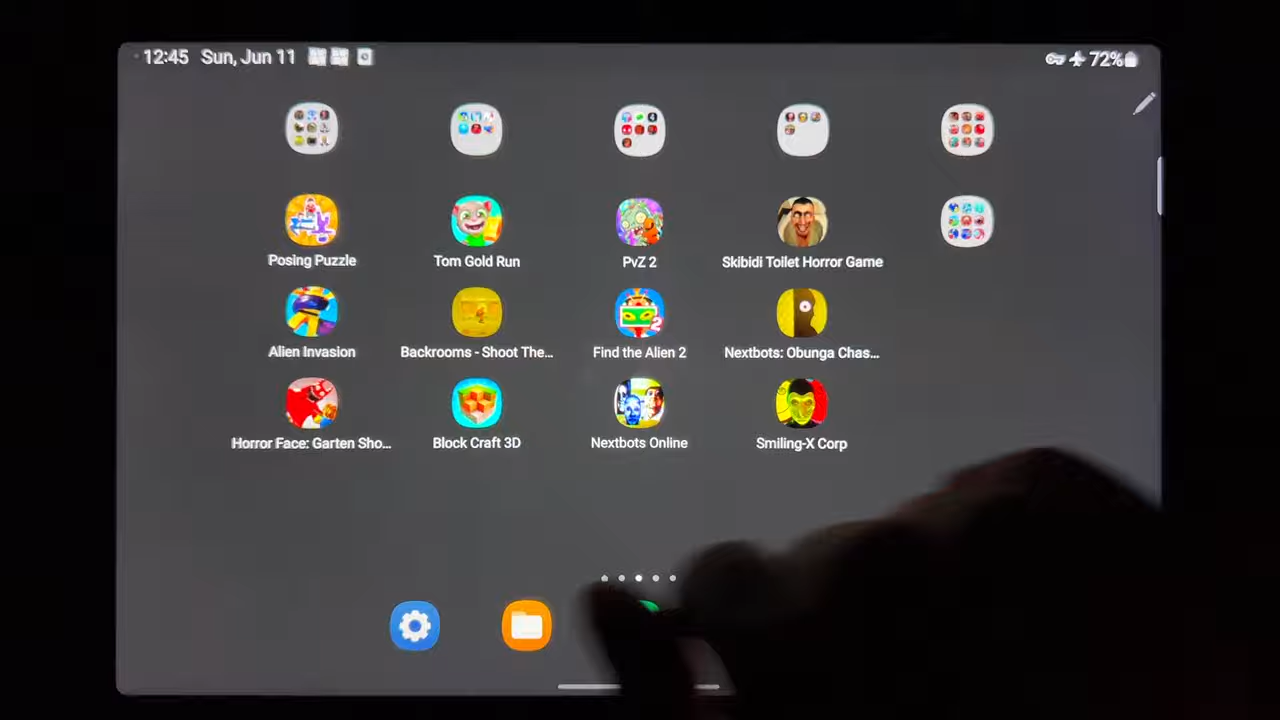 12:45 Sun, Jun 11 72%
Posing Puzzle Tom Gold Run PvZ 2 Skibidi Toilet Horror Game
Alien Invasion Backrooms - Shoot The... Find the Alien 2 Nextbots: Obunga Chas...
Horror Face: Garten Sho... Block Craft 3D Nextbots Online Smiling-X Corp